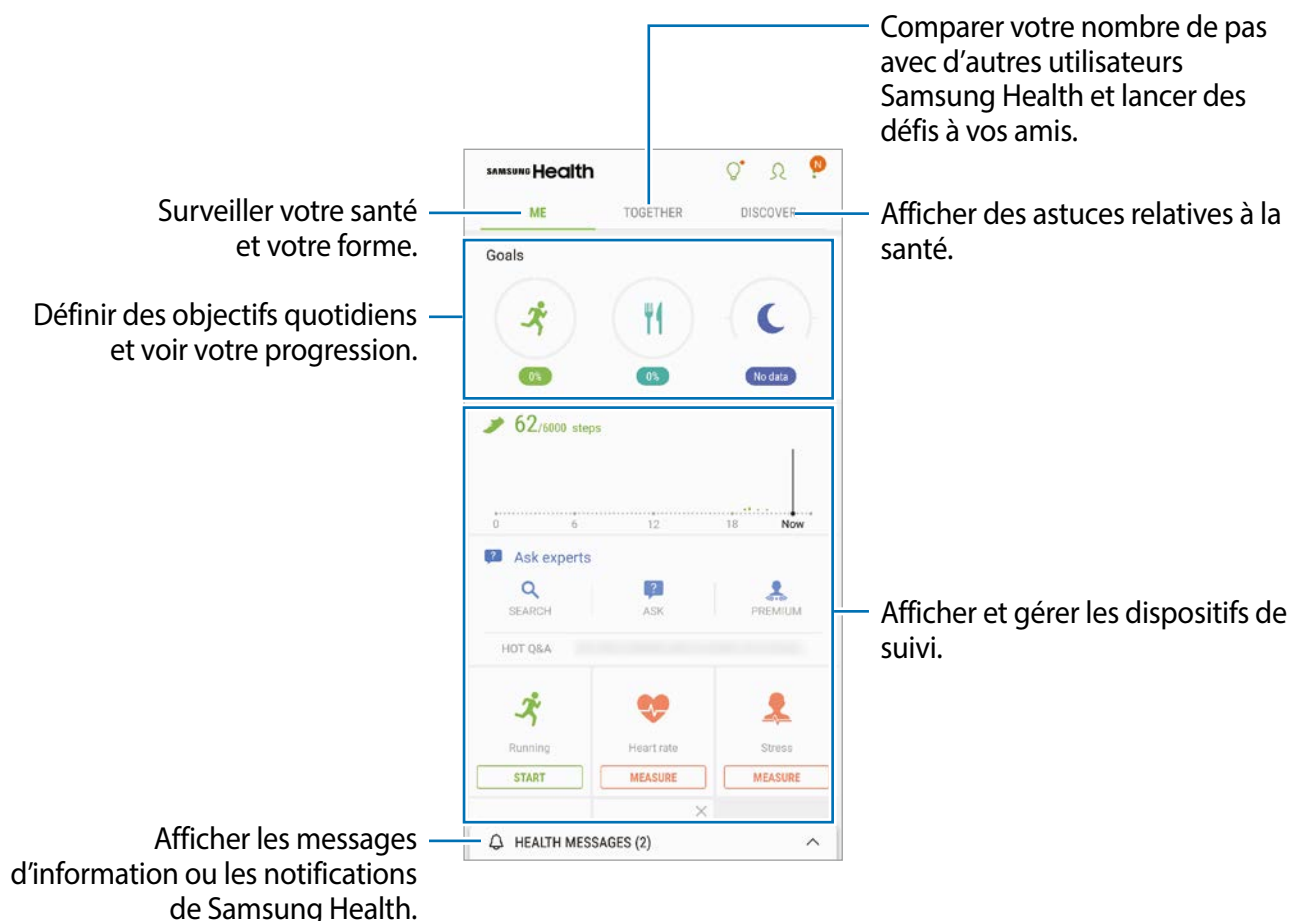 Comparer votre nombre de pas
avec d'autres utilisateurs
Samsung Health et lancer des
défis à vos amis.
SAMSUNG Health
N
Surveiller votre santé
et votre forme.
ME TOGETHER DISCOVER
Afficher des astuces relatives à la
santé.
Définir des objectifs quotidiens
et voir votre progression.
Goals
0% 0% No data
62/6000 steps
0 6 12 18 Now
? Ask experts
?
SEARCH ASK PREMIUM
HOT Q&A
Afficher et gérer les dispositifs de
suivi.
Running Heart rate Stress
START MEASURE MEASURE
Afficher les messages
d'information ou les notifications
de Samsung Health.
HEALTH MESSAGES (2)